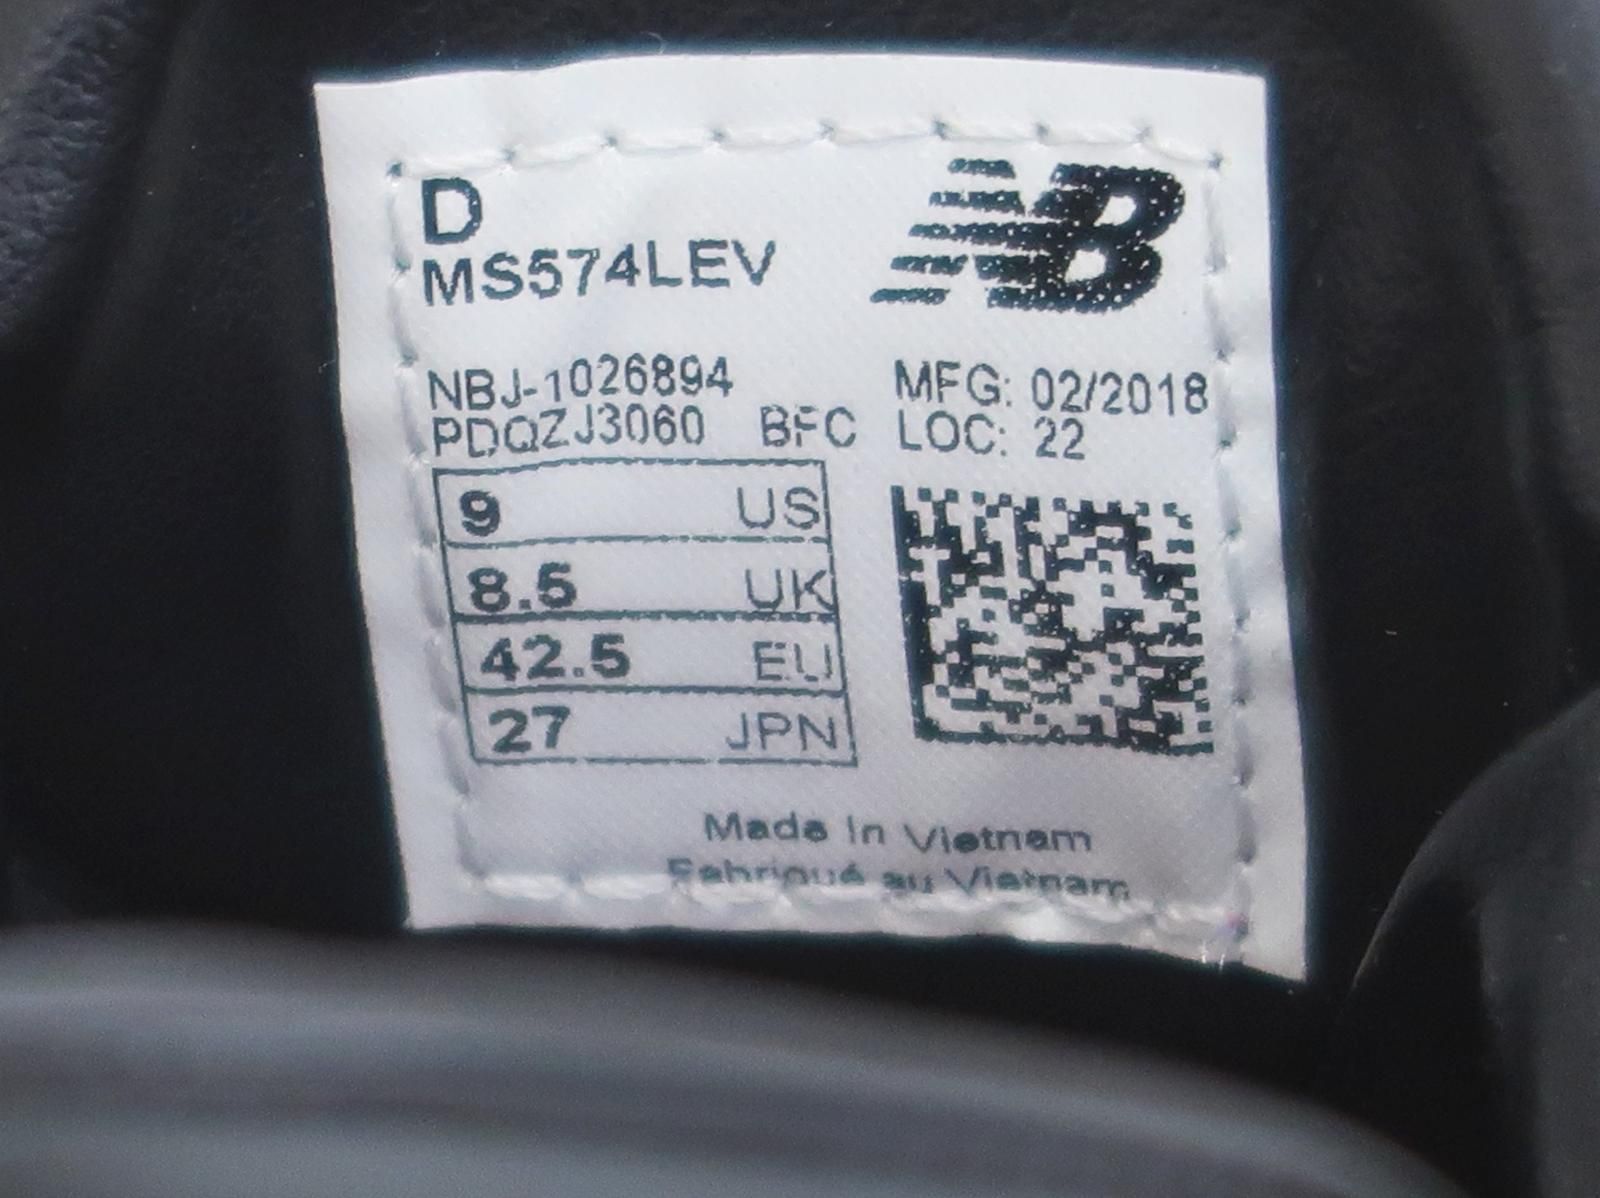 D
NB
MS574LEV
NBJ-1026894
PDQZJ3060 BFC
MFG: 02/2018
LOC: 22
9 US
8.5 UK
42.5 EU
27 JPN
Made in Vietnam
Fabriqué au Vietnam